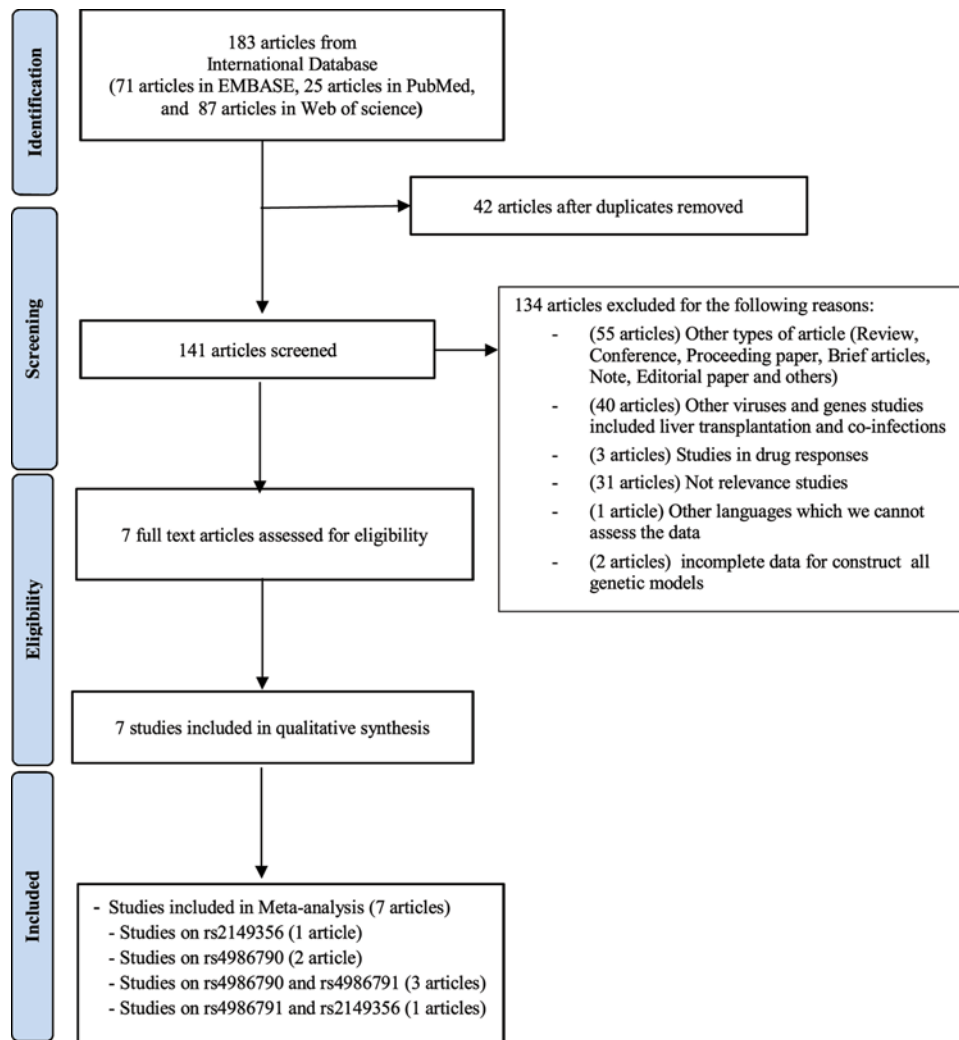 Identification
183 articles from
International Database
(71 articles in EMBASE, 25 articles in PubMed,
and 87 articles in Web of science)
42 articles after duplicates removed
Screening
141 articles screened
134 articles excluded for the following reasons:
- (55 articles) Other types of article (Review,
Conference, Proceeding paper, Brief articles,
Note, Editorial paper and others)
- (40 articles) Other viruses and genes studies
included liver transplantation and co-infections
- (3 articles) Studies in drug responses
- (31 articles) Not relevance studies
- (1 article) Other languages which we cannot
assess the data
- (2 articles) incomplete data for construct all
genetic models
Eligibility
7 full text articles assessed for eligibility
7 studies included in qualitative synthesis
Included
- Studies included in Meta-analysis (7 articles)
- Studies on rs2149356 (1 article)
- Studies on rs4986790 (2 article)
- Studies on rs4986790 and rs4986791 (3 articles)
- Studies on rs4986791 and rs2149356 (1 articles)